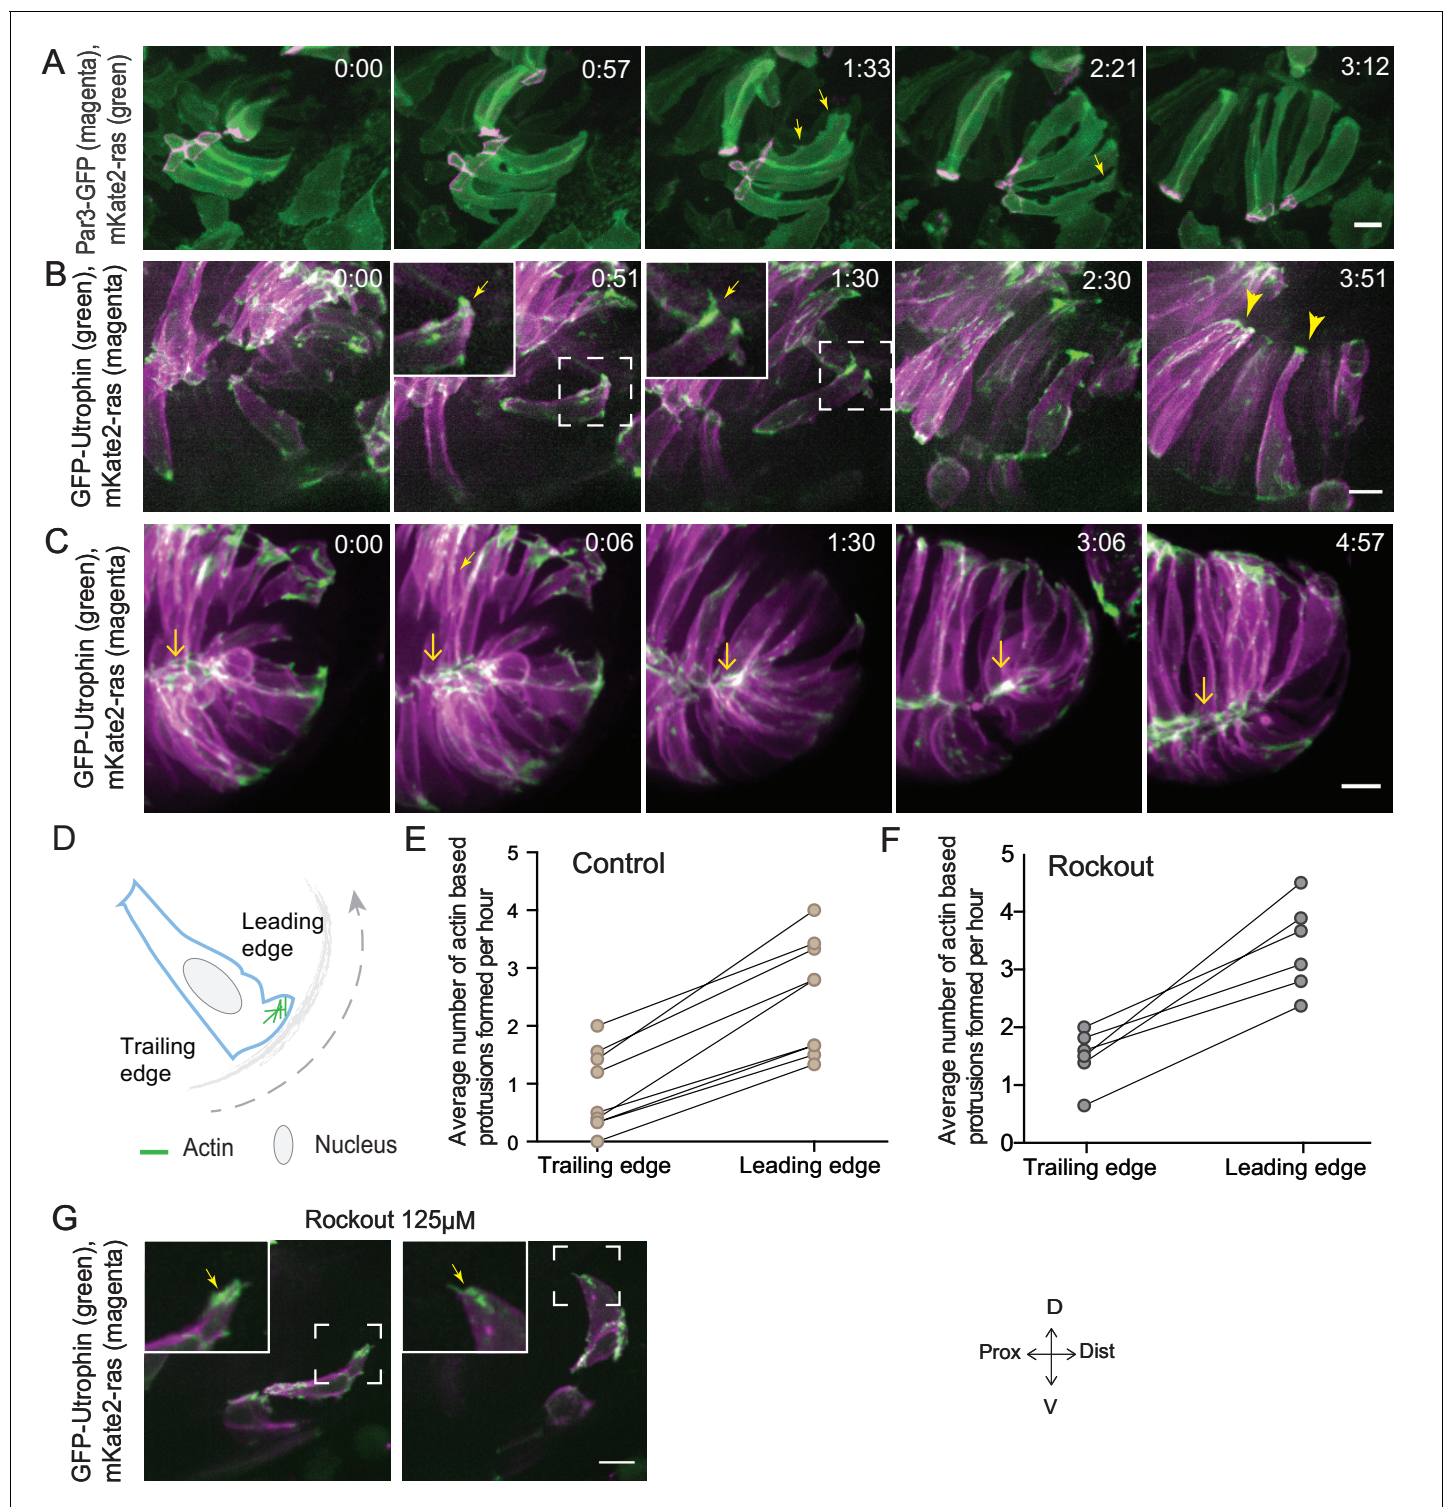 A
Par3-GFP (magenta),
mKate2-ras (green)
0:00
0:57
1:33
2:21
3:12
B
GFP-Utrophin (green),
mKate2-ras (magenta)
0:00
0:51
1:30
2:30
3:51
C
GFP-Utrophin (green),
mKate2-ras (magenta)
0:00
0:06
1:30
3:06
4:57
D
Leading
edge
Trailing
edge
Actin
Nucleus
E
Control
Average number of actin based
protrusions formed per hour
5
4
3
2
1
0
Trailing edge
Leading edge
F
Rockout
Average number of actin based
protrusions formed per hour
5
4
3
2
1
0
Trailing edge
Leading edge
G
Rockout 125µM
GFP-Utrophin (green),
mKate2-ras (magenta)
D
Prox
Dist
V